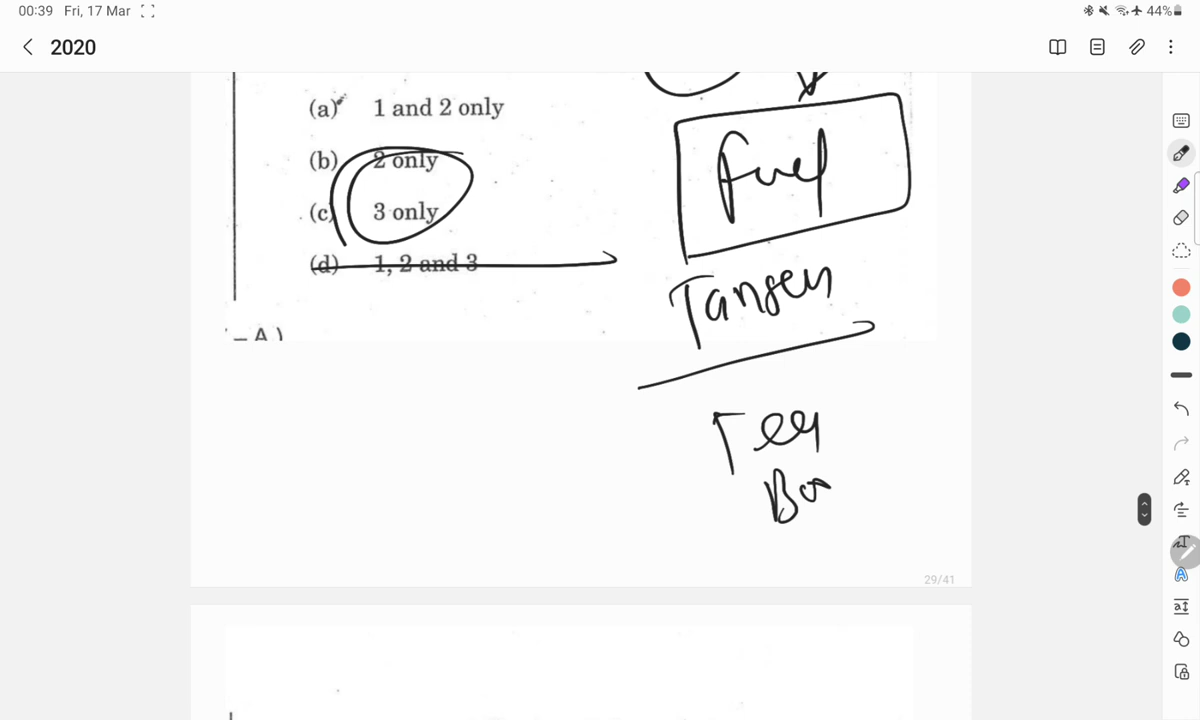 00:39 Fri, 17 Mar
44%
2020
(a) 1 and 2 only
(b) 2 only
(c) 3 only
(d) 1, 2 and 3
– A )
fuel
Tansen
29/41